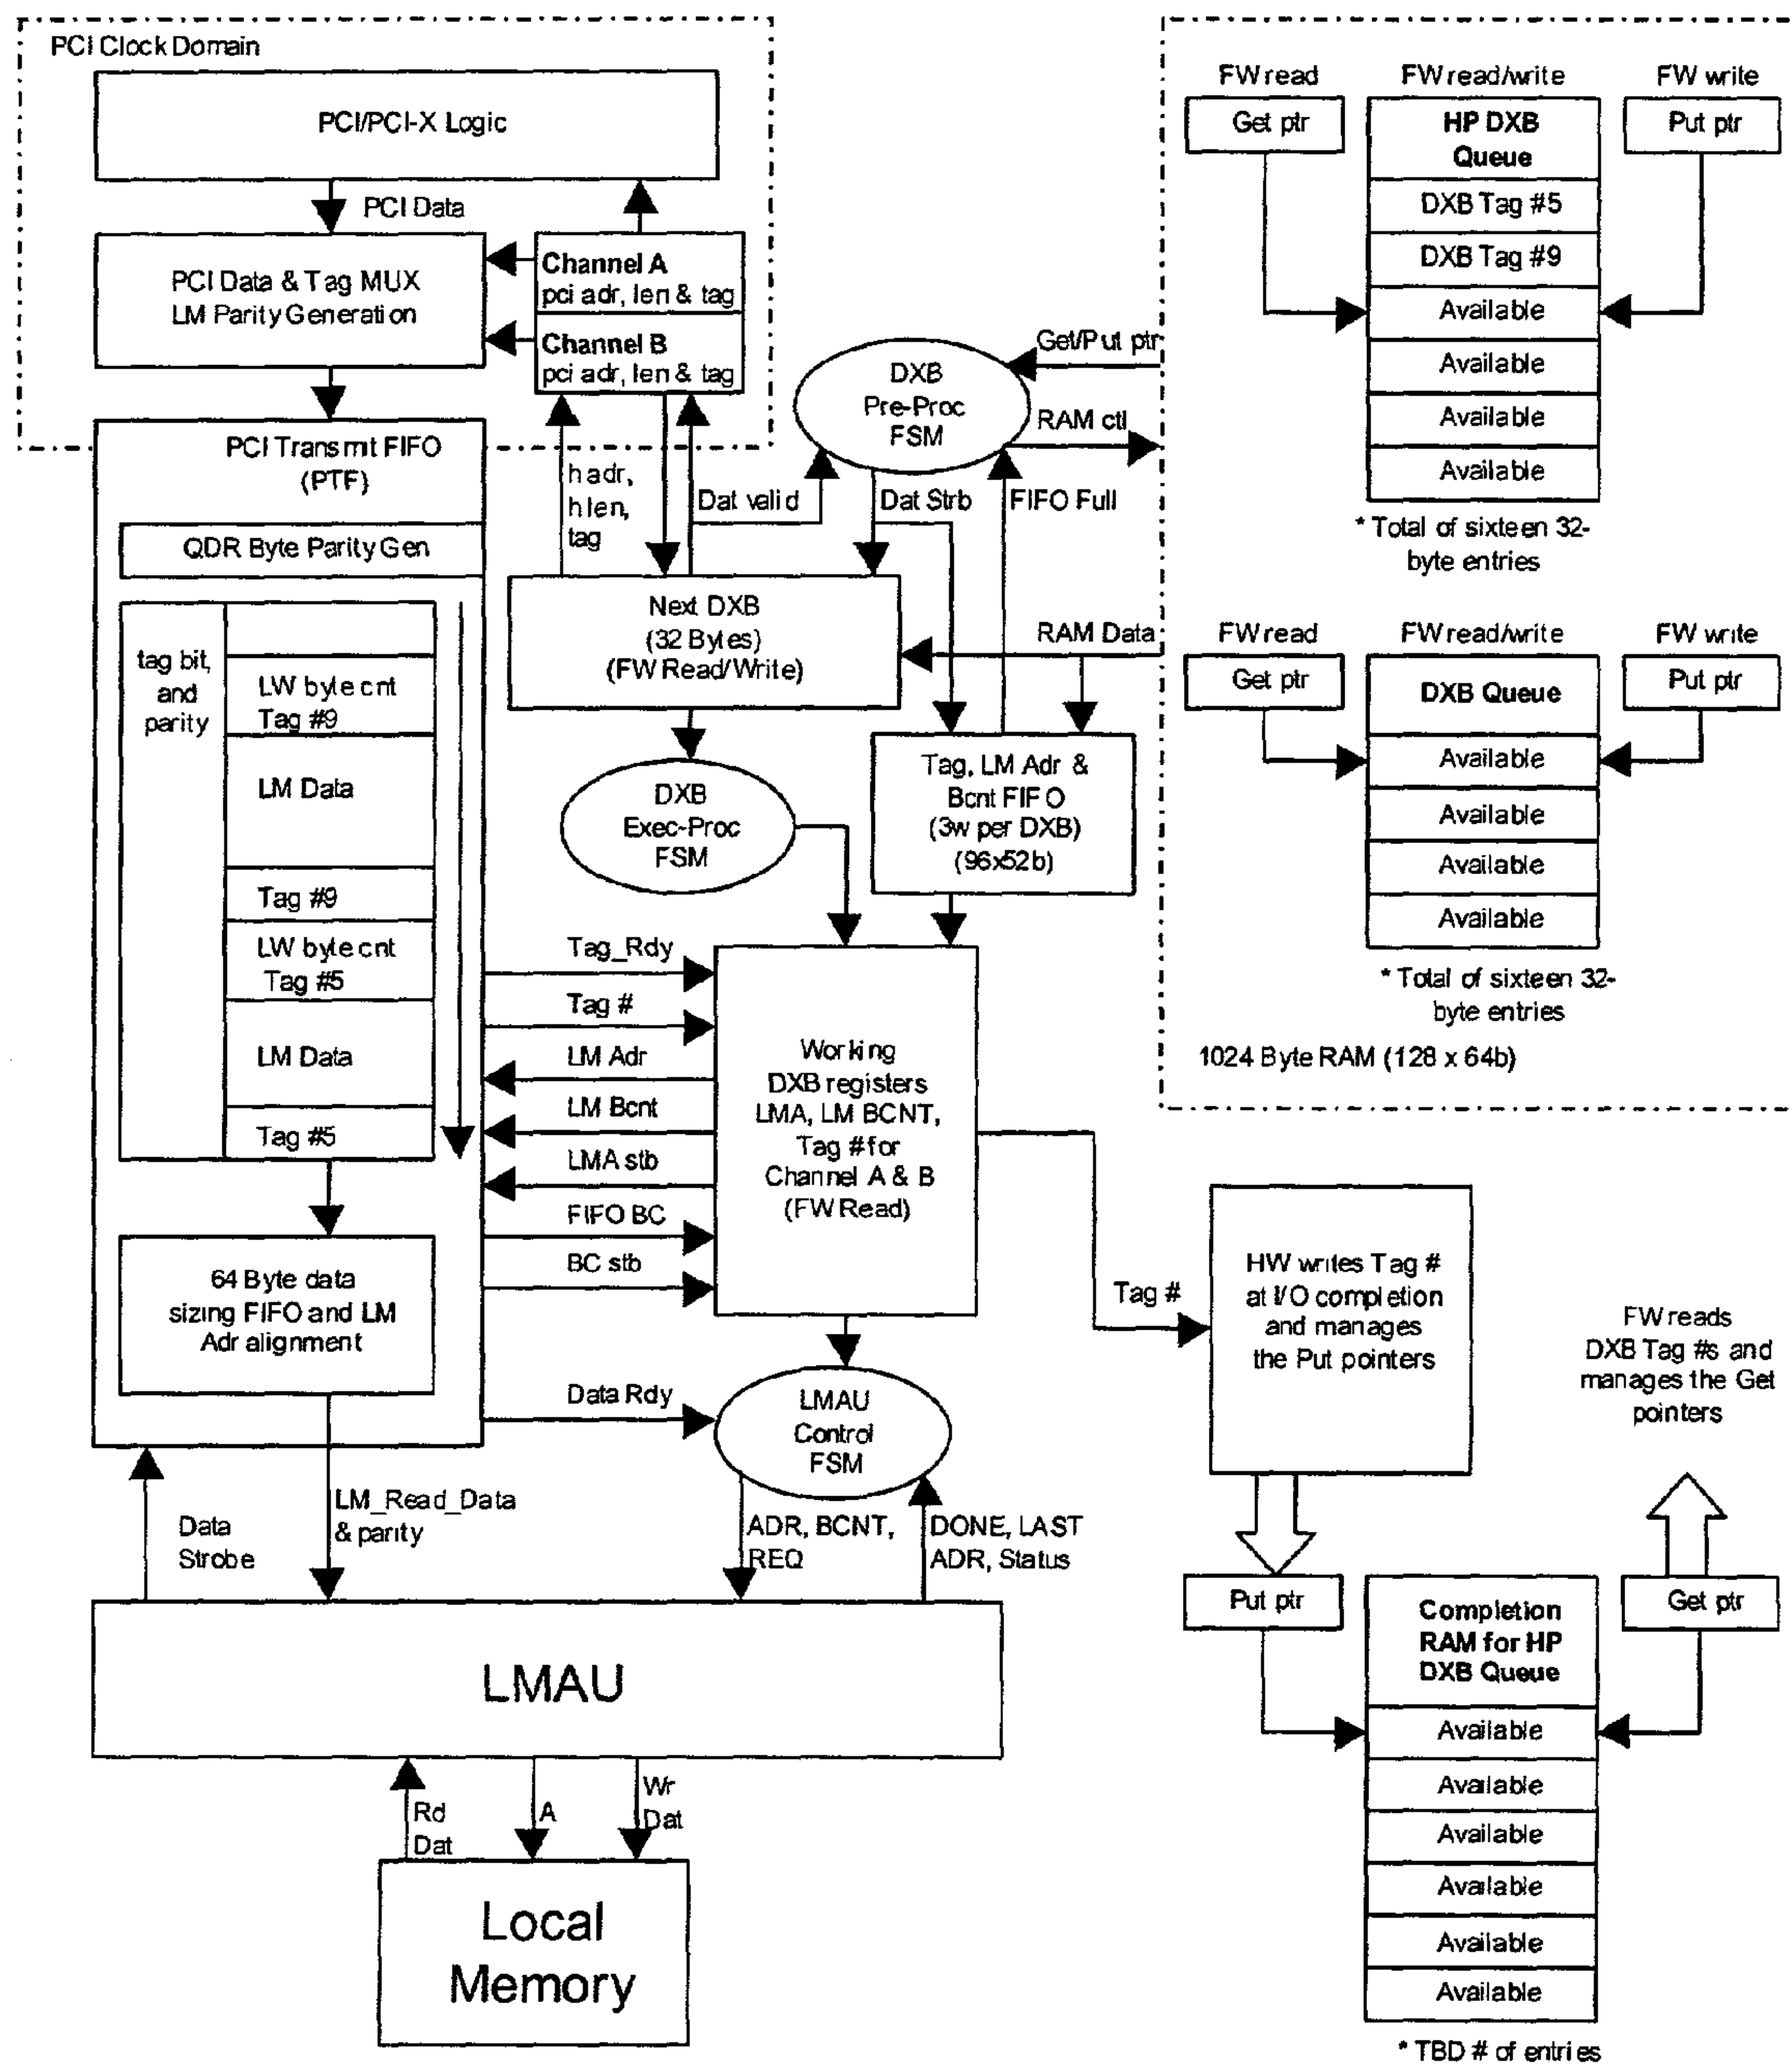 PCI Clock Domain
PCI/PCI-X Logic
PCI Data
PCI Data & Tag MUX
LM Parity Generation
Channel A
pci adr, len & tag
Channel B
pci adr, len & tag
PCI Transmt FIFO
(PTF)
QDR Byte Parity Gen
tag bit,
and
parity
LW byte cnt
Tag #9
LM Data
Tag #9
LW byte cnt
Tag #5
LM Data
Tag #5
64 Byte data
sizing FIFO and LM
Adr alignment
h adr,
h len,
tag
Dat valid
DXB
Pre-Proc
FSM
Get/Put ptr
RAM ctl
Dat Strb
FIFO Full
Next DXB
(32 Bytes)
(FW Read/Write)
RAM Data
DXB
Exec-Proc
FSM
Tag, LM Adr &
Bcnt FIFO
(3w per DXB)
(96x52b)
Tag_Rdy
Tag #
LM Adr
LM Bcnt
LMA stb
FIFO BC
BC stb
Working
DXB registers
LMA, LM BCNT,
Tag # for
Channel A & B
(FW Read)
Data Rdy
LMAU
Control
FSM
Data
Strobe
LM_Read_Data
& parity
ADR, BCNT,
REQ
DONE, LAST
ADR, Status
LMAU
Rd
Dat
A
Wr
Dat
Local
Memory
FW read
FW read/write
FW write
Get ptr
HP DXB
Queue
Put ptr
DXB Tag #5
DXB Tag #9
Available
Available
Available
Available
* Total of sixteen 32-
byte entries
FW read
FW read/write
FW write
Get ptr
DXB Queue
Put ptr
Available
Available
Available
Available
* Total of sixteen 32-
byte entries
1024 Byte RAM (128 x 64b)
Tag #
HW writes Tag #
at I/O completion
and manages
the Put pointers
FW reads
DXB Tag #s and
manages the Get
pointers
Put ptr
Completion
RAM for HP
DXB Queue
Get ptr
Available
Available
Available
Available
Available
Available
* TBD # of entries